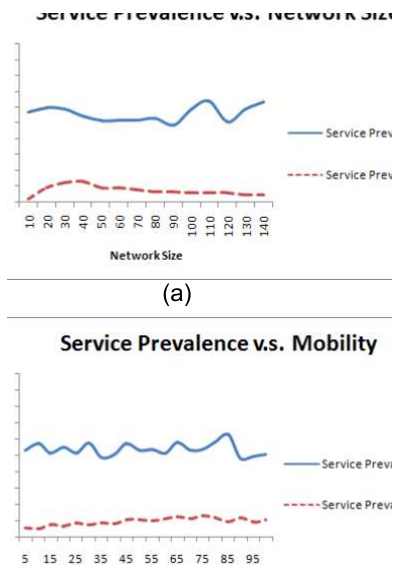 Service Prevalence v.s. Network Size
Service Prev
Service Prev
10 20 30 40 50 60 70 80 90 100 110 120 130 140
Network Size
(a)
Service Prevalence v.s. Mobility
Service Preva
Service Preva
5 15 25 35 45 55 65 75 85 95